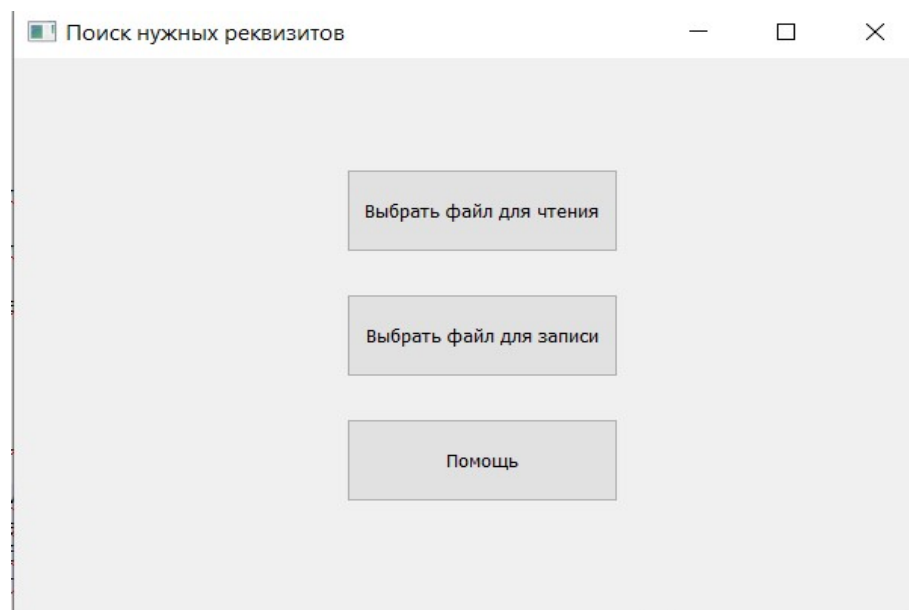 Поиск нужных реквизитов
Выбрать файл для чтения
Выбрать файл для записи
Помощь